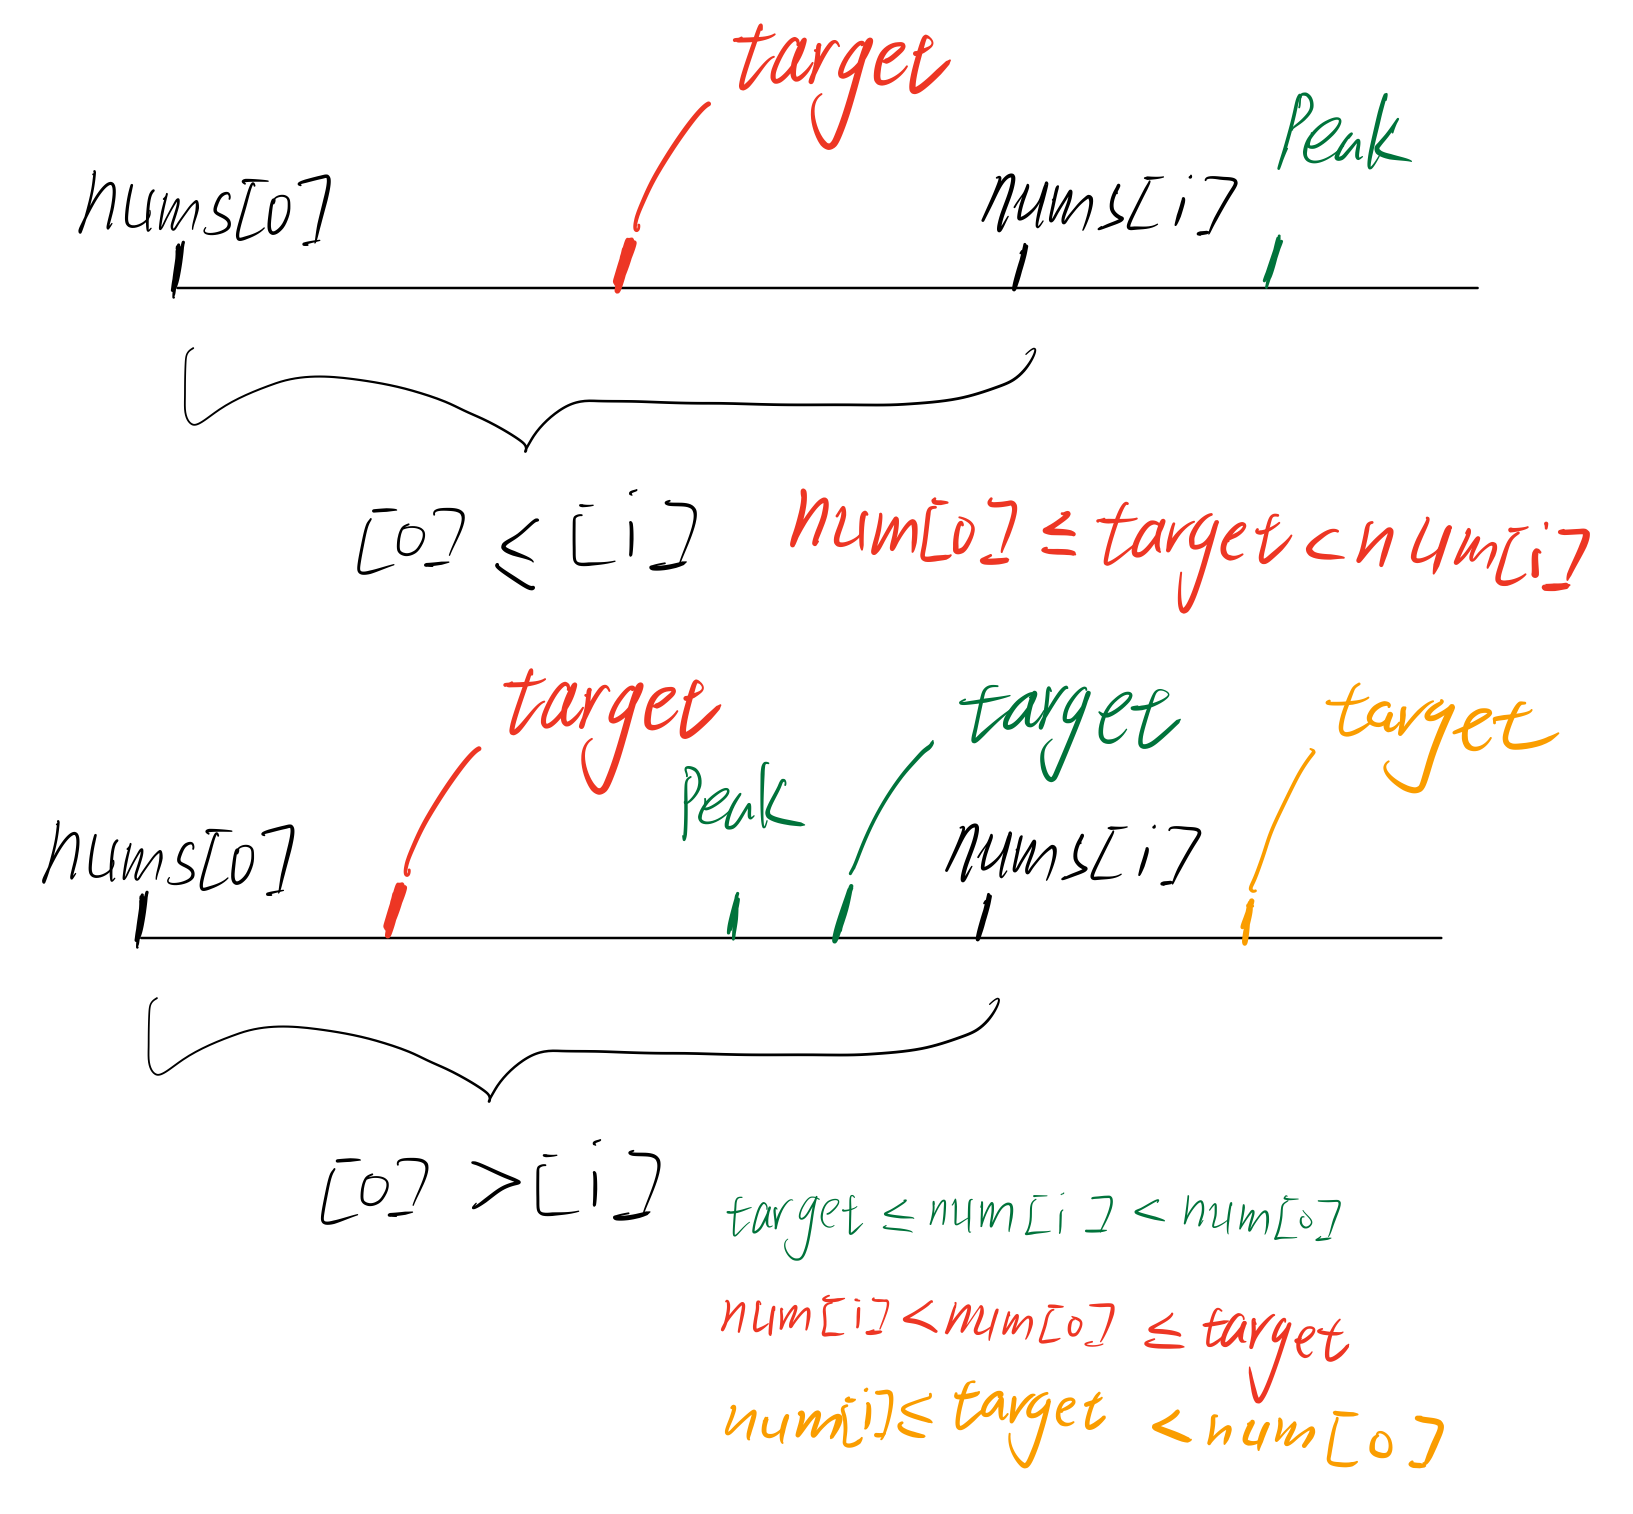 target
Peak
nums[0]
nums[i]
[0] ≤ [i]
num[0] ≤ target < num[i]
target
target
target
Peak
nums[0]
nums[i]
[0] > [i]
target ≤ num[i] < num[0]
num[i] < num[0] ≤ target
num[i] ≤ target < num[0]